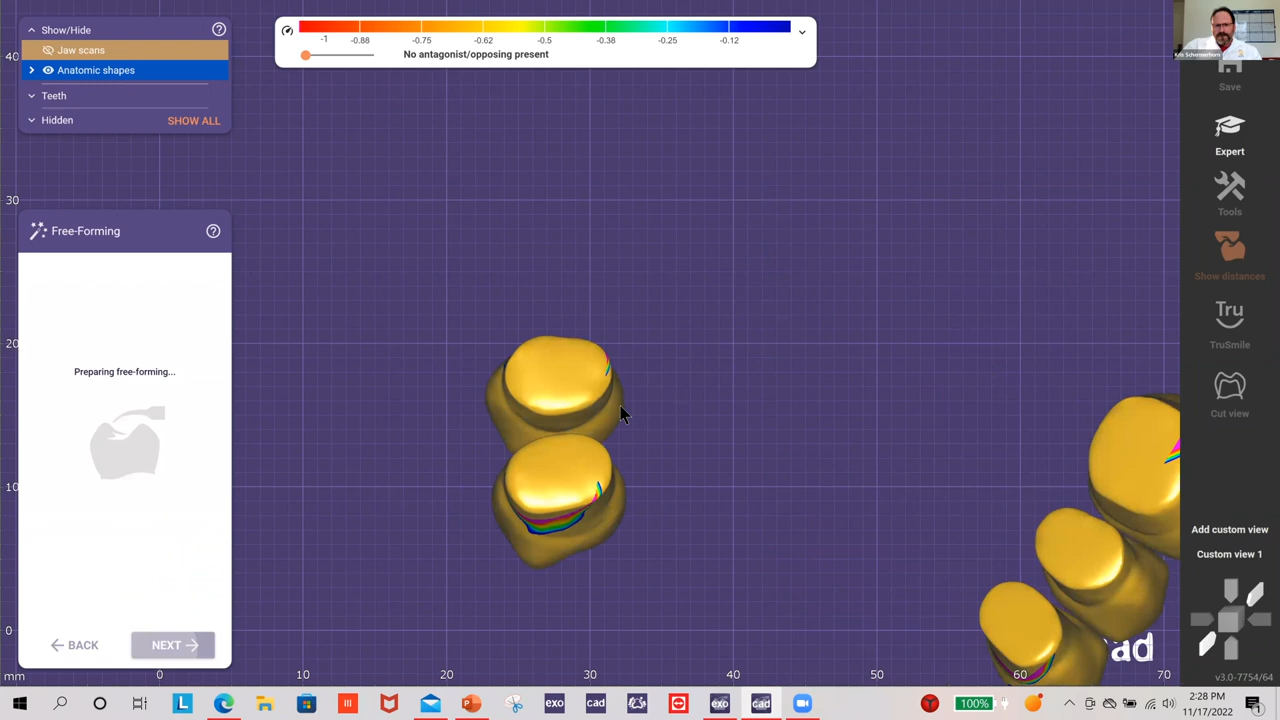 Show/Hide
Jaw scans
Anatomic shapes
Teeth
Hidden SHOW ALL
-1 -0.88 -0.75 -0.62 -0.5 -0.38 -0.25 -0.12
No antagonist/opposing present
Kris Schermerhorn
Save
Expert
Tools
Show distances
Tru
TruSmile
Cut view
Add custom view
Custom view 1
40
30
20
10
0
Free-Forming
Preparing free-forming...
BACK NEXT
mm 0 10 20 30 40 50 60 70
cad
v3.0-7754/64
L exo cad exo cad
100%
2:28 PM
11/17/2022